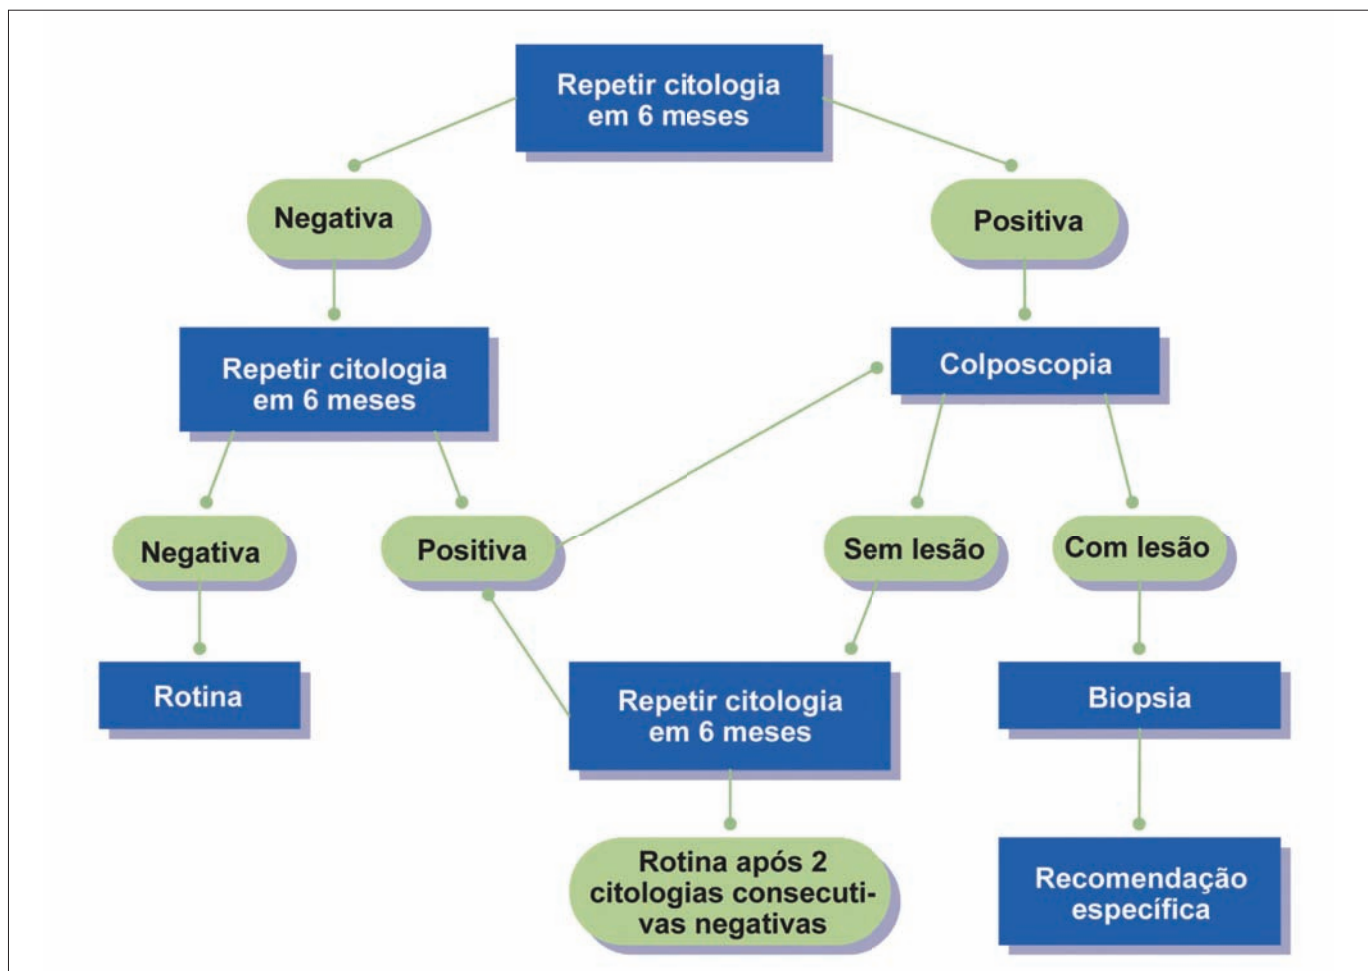 Repetir citologia
em 6 meses
Negativa
Positiva
Repetir citologia
em 6 meses
Colposcopia
Negativa
Positiva
Sem lesão
Com lesão
Rotina
Repetir citologia
em 6 meses
Biopsia
Rotina após 2
citologias consecuti-
vas negativas
Recomendação
específica